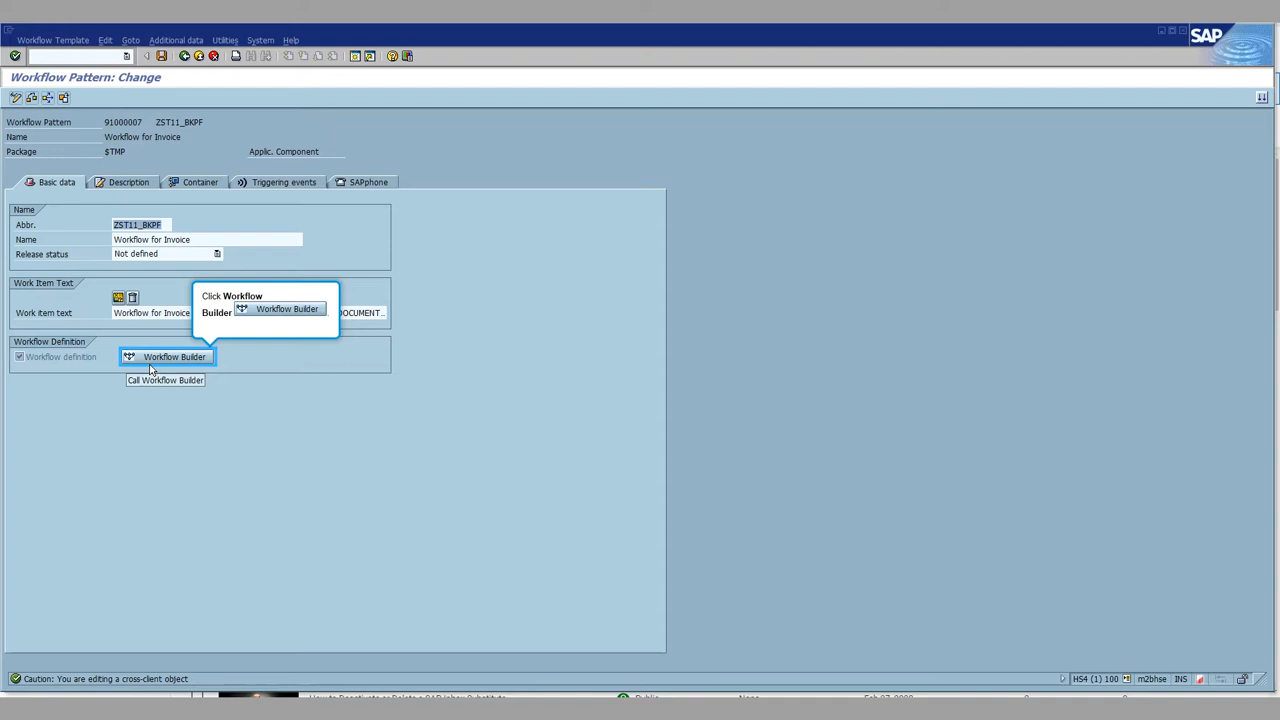 Workflow Template Edit Goto Additional data Utilities System Help
SAP
Workflow Pattern: Change
Workflow Pattern 91000007 ZST11_BKPF
Name Workflow for Invoice
Package $TMP Applic. Component
Basic data Description Container Triggering events SAPphone
Name
Abbr. ZST11_BKPF
Name Workflow for Invoice
Release status Not defined
Work Item Text
Click Workflow
Builder Workflow Builder
Work item text Workflow for Invoice DOCUMENT...
Workflow Definition
Workflow definition Workflow Builder
Call Workflow Builder
Caution: You are editing a cross-client object HS4 (1) 100 m2bhse INS
Public None